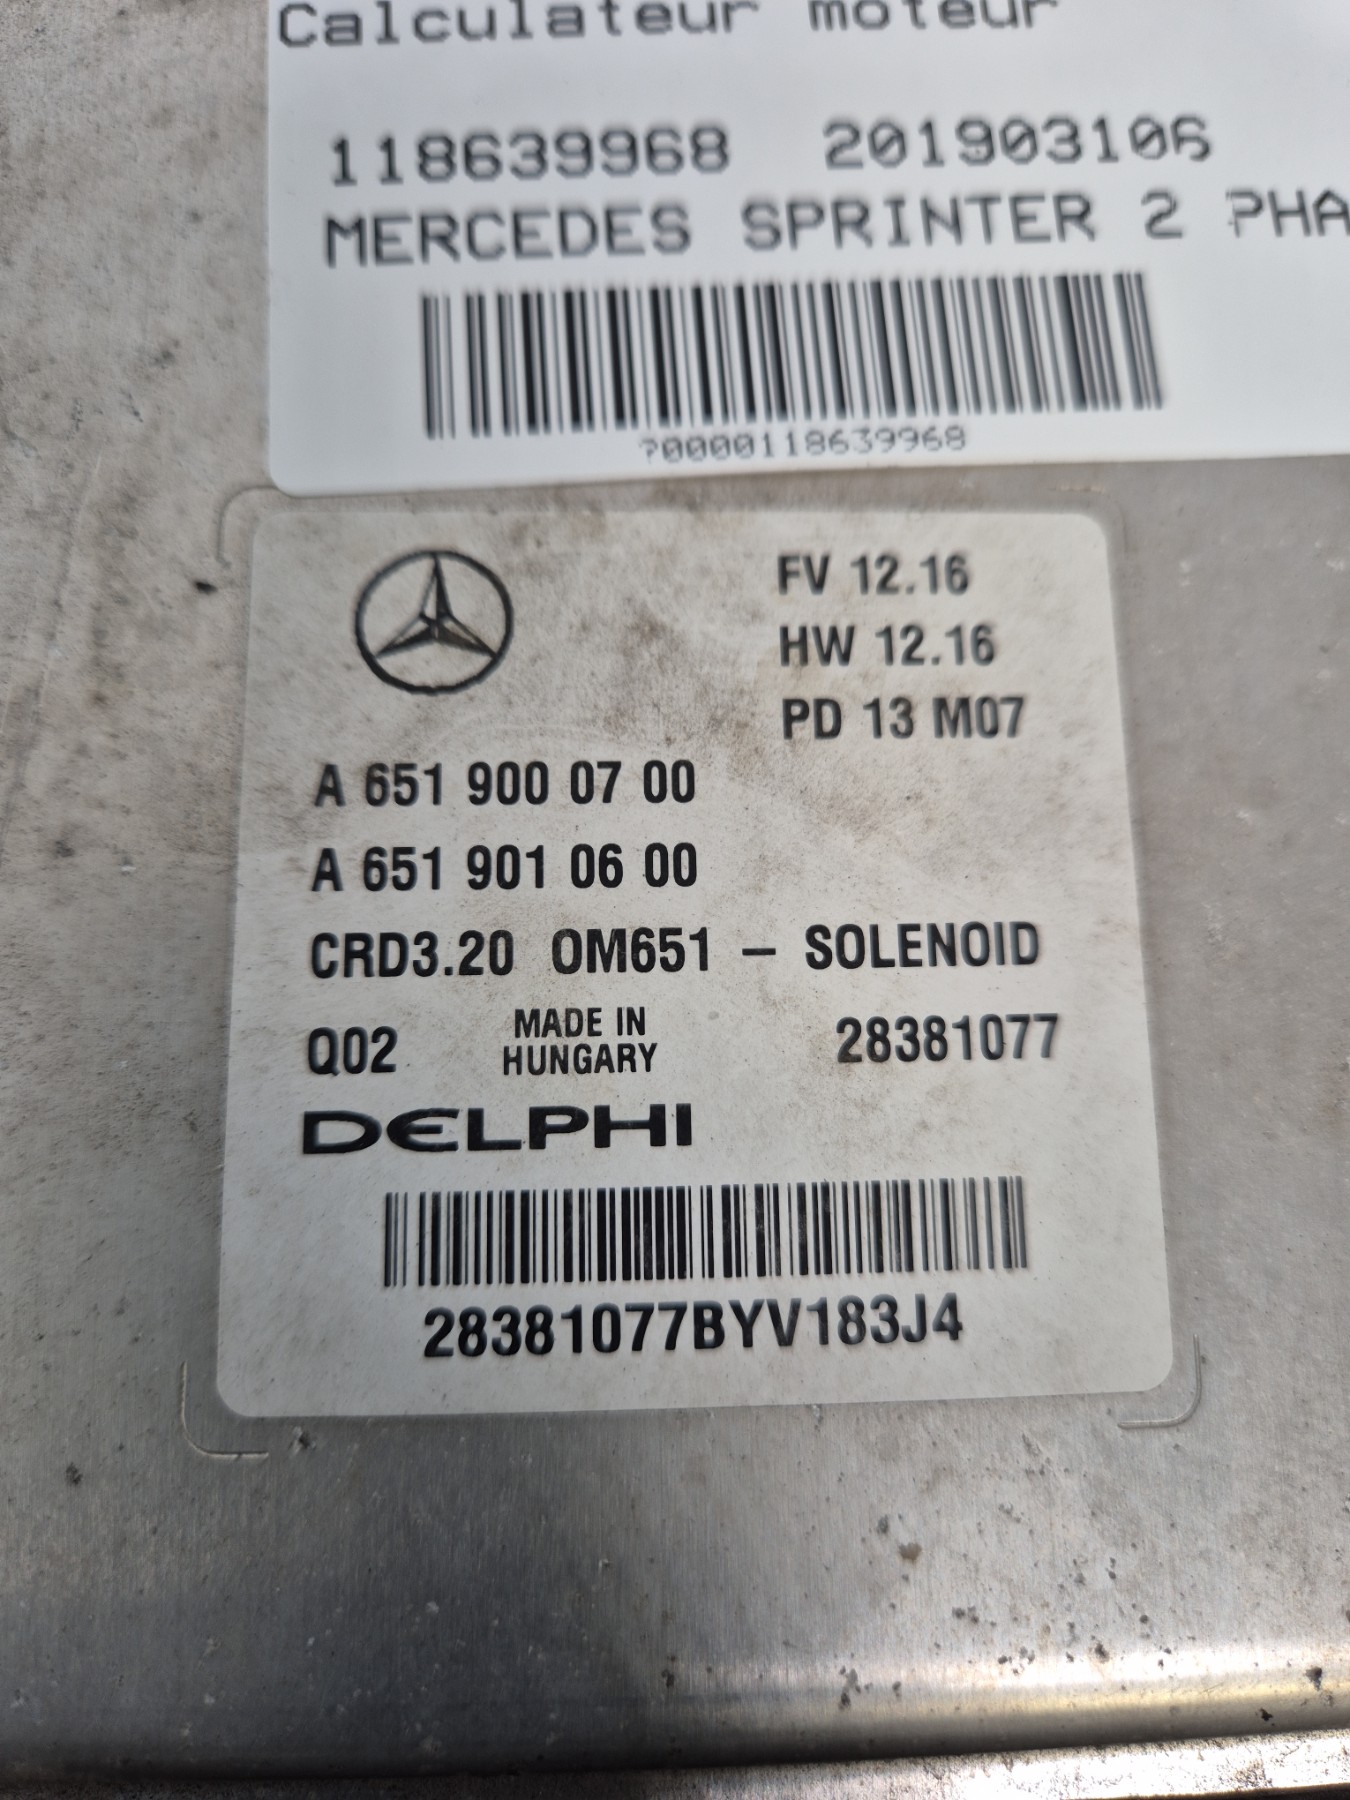 Calculateur moteur
118639968 201903106
MERCEDES SPRINTER 2 PHA
70000118639968
FV 12.16
HW 12.16
PD 13 M07
A 651 900 07 00
A 651 901 06 00
CRD3.20 OM651 – SOLENOID
Q02 MADE IN HUNGARY 28381077
DELPHI
28381077BYV183J4